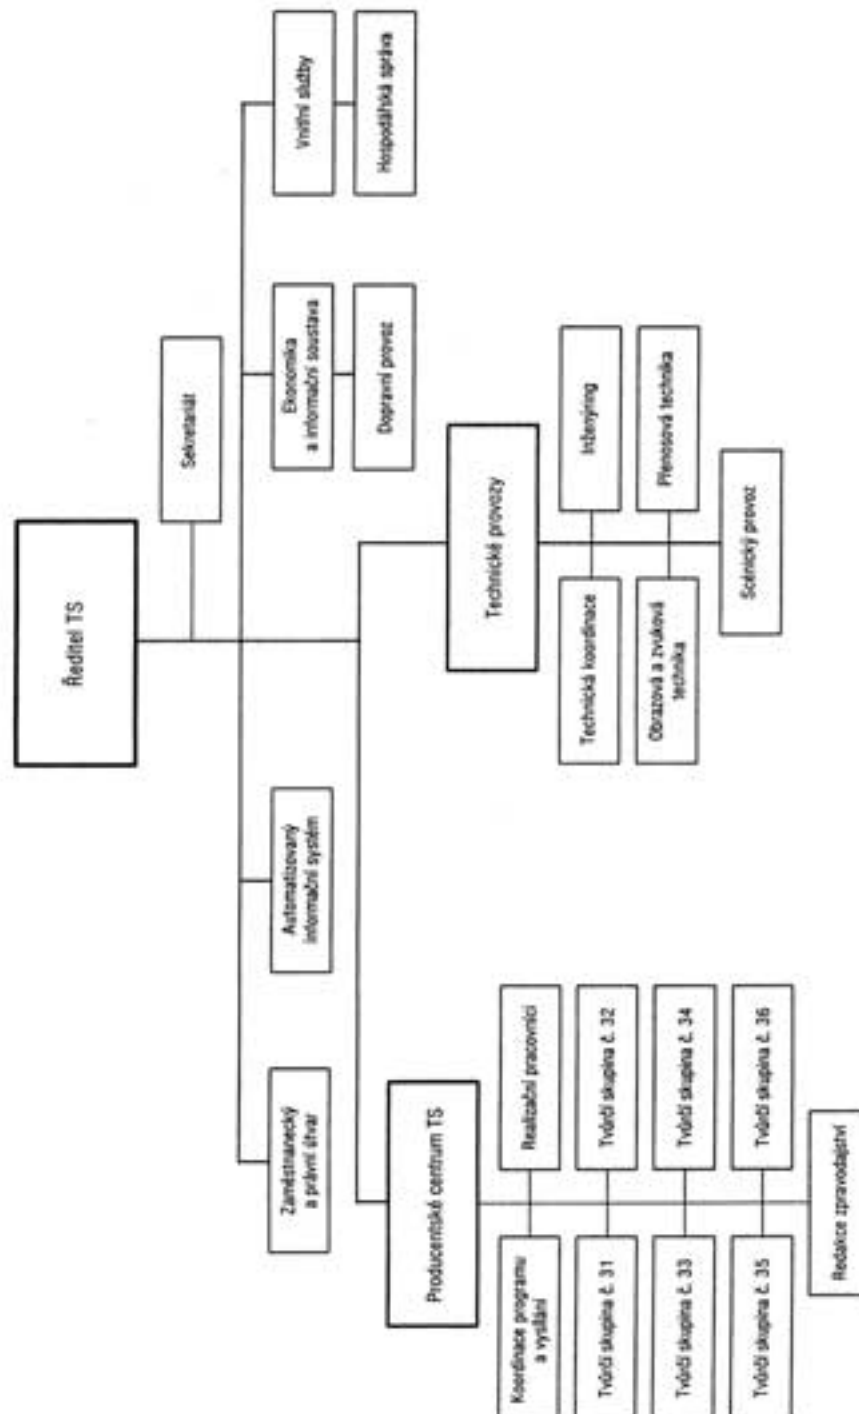 Ředitel TS
Sekretariát
Zaměstnanecký
a právní útvar
Automatizovaný
informační systém
Ekonomika
a informační soustava
Vnitřní služby
Dopravní provoz
Hospodářská správa
Producentské centrum TS
Technické provozy
Koordinace programu
a vysílání
Realizační pracovníci
Tvůrčí skupina č. 31
Tvůrčí skupina č. 32
Tvůrčí skupina č. 33
Tvůrčí skupina č. 34
Tvůrčí skupina č. 35
Tvůrčí skupina č. 36
Redakce zpravodajství
Technická koordinace
Inženýring
Obrazová a zvuková
technika
Přenosová technika
Scénický provoz